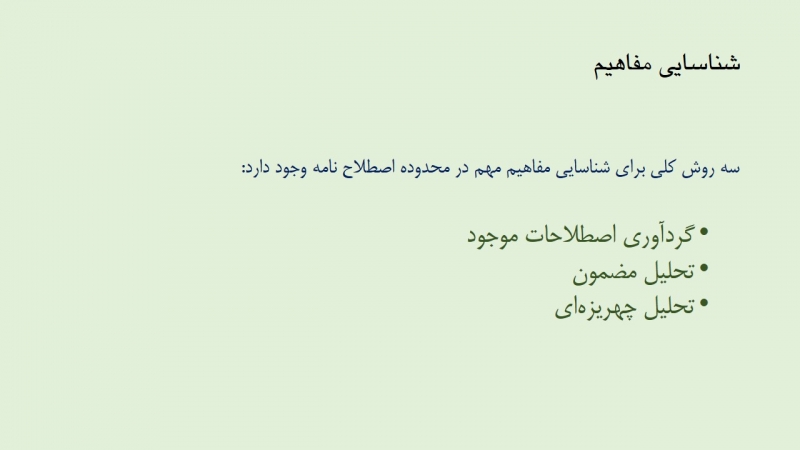 شناسایی مفاهیم
سه روش کلی برای شناسایی مفاهیم مهم در محدوده اصطلاح نامه وجود دارد:
• گردآوری اصطلاحات موجود
• تحلیل مضمون
• تحلیل چهریزه‌ای